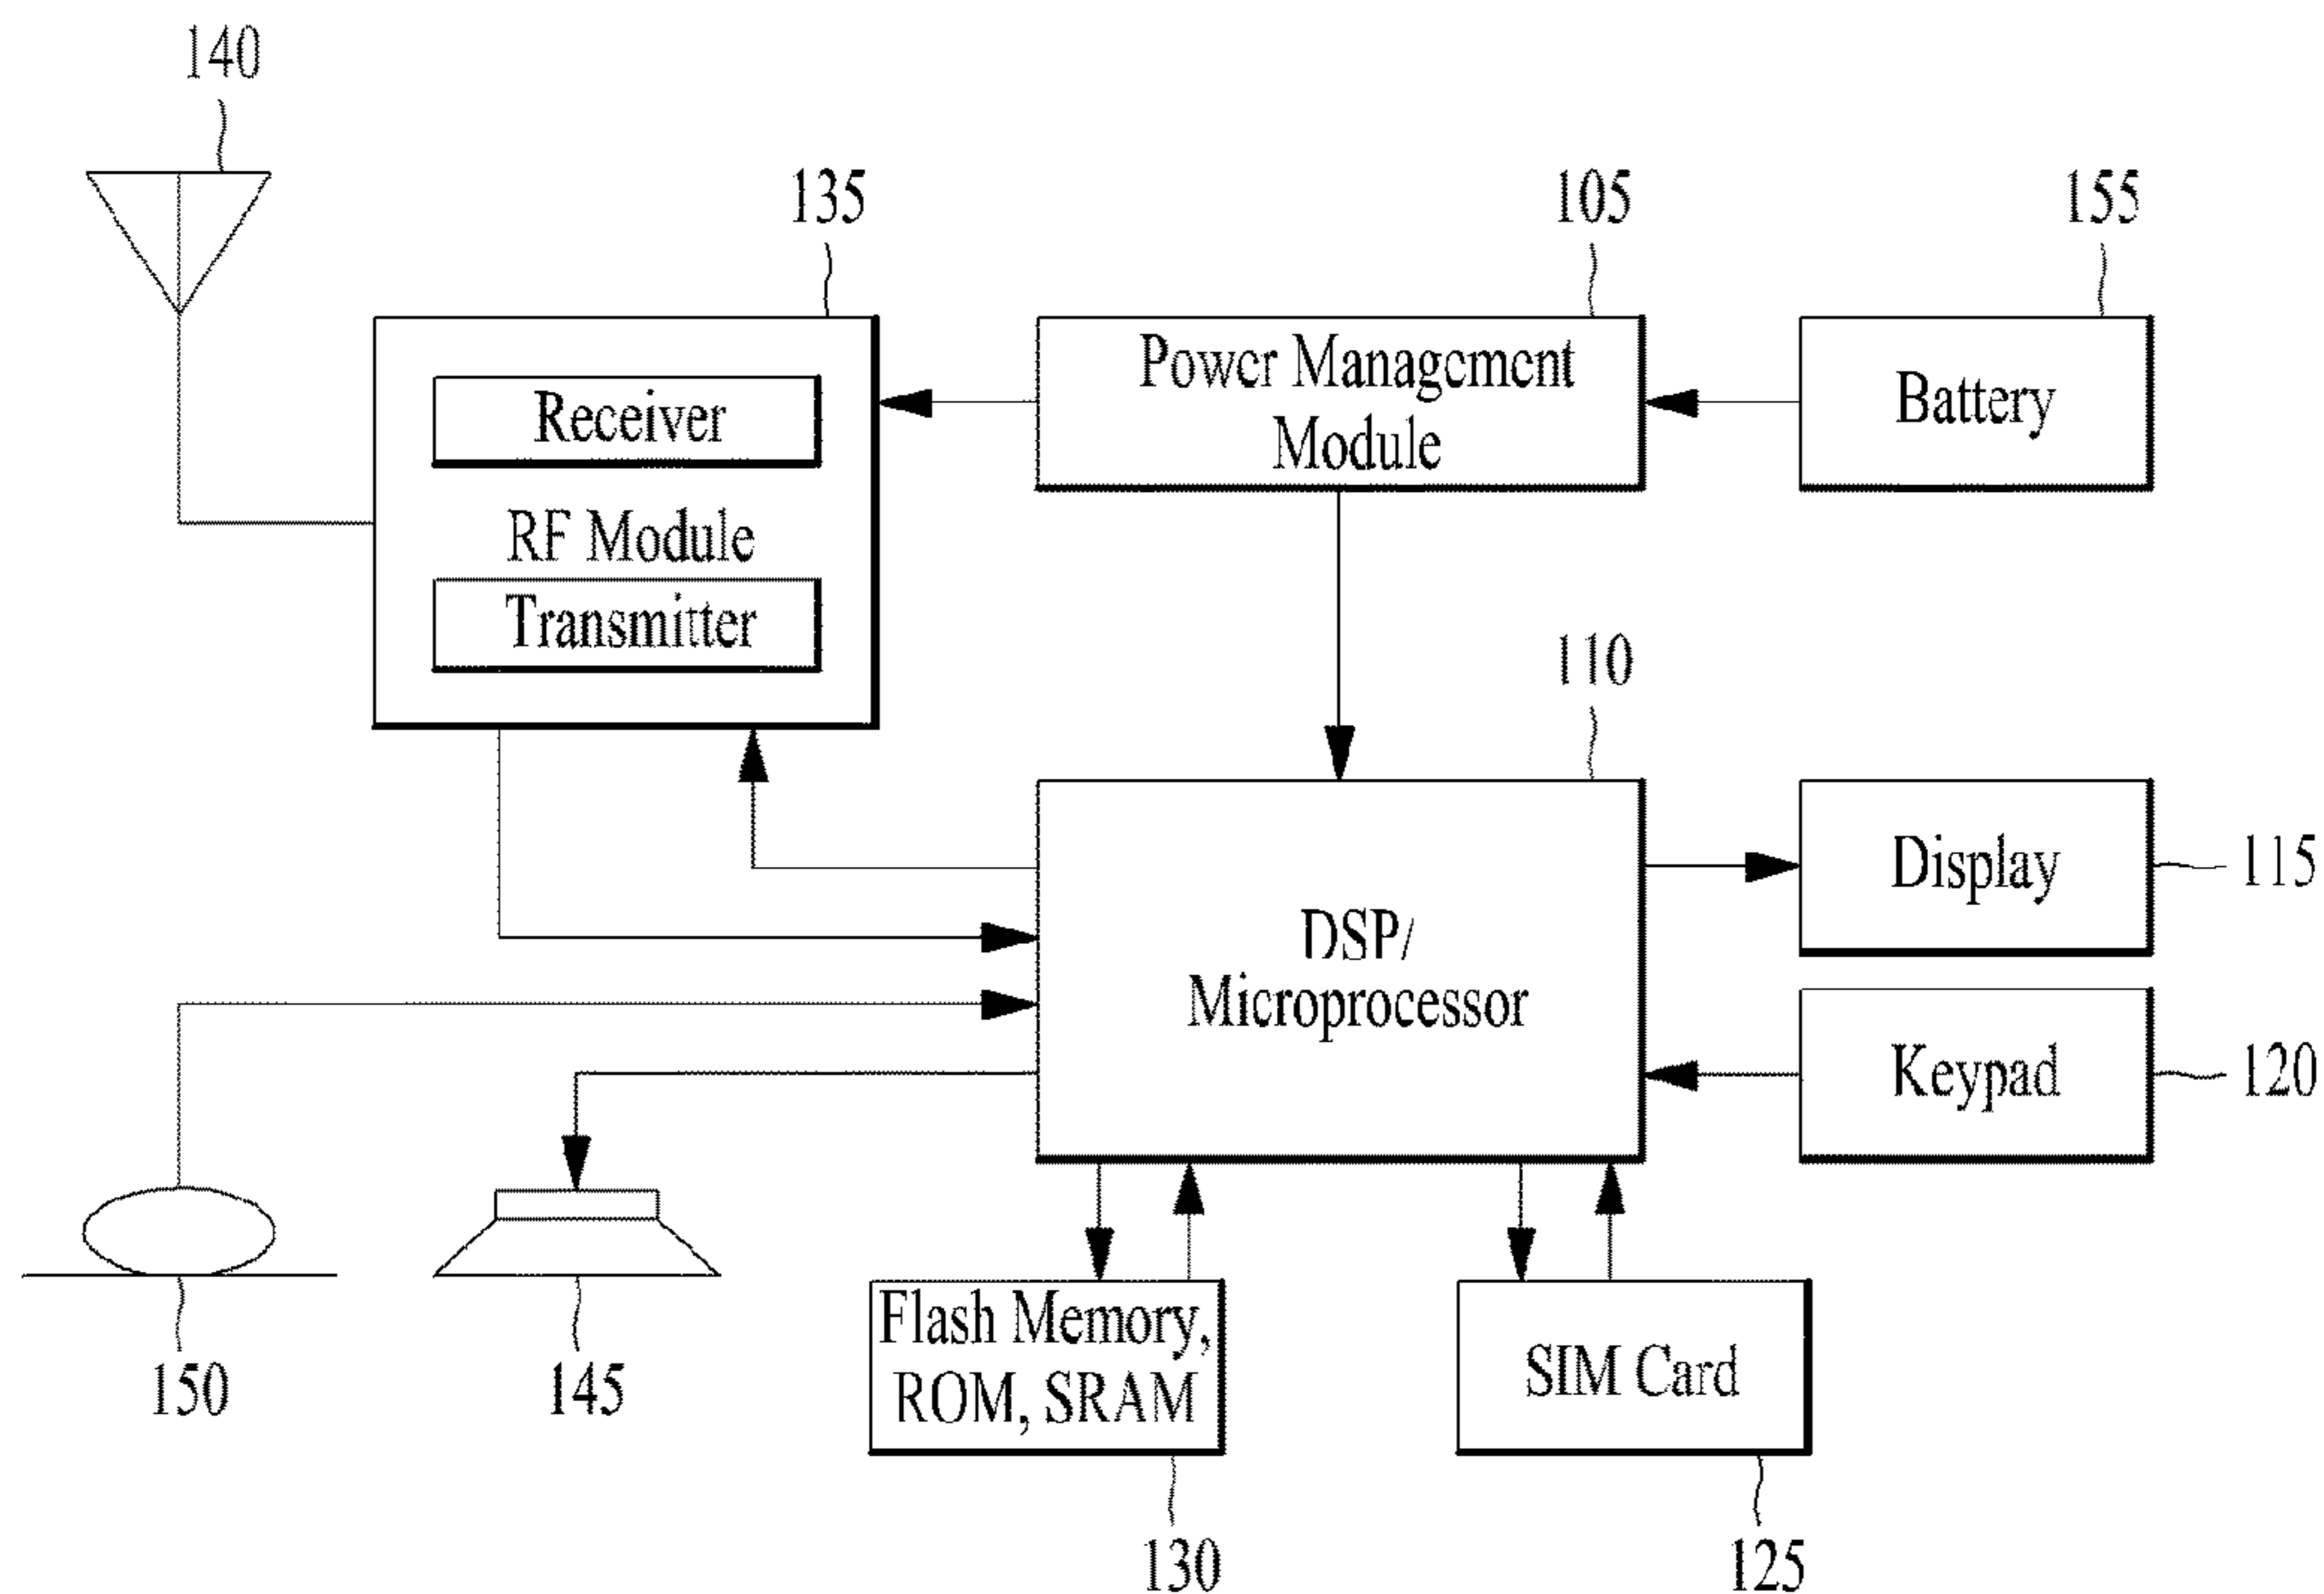 140
135
105
155
Receiver
RF Module
Transmitter
Power Management
Module
Battery
110
DSP/
Microprocessor
Display
115
Keypad
120
150
145
Flash Memory,
ROM, SRAM
130
SIM Card
125